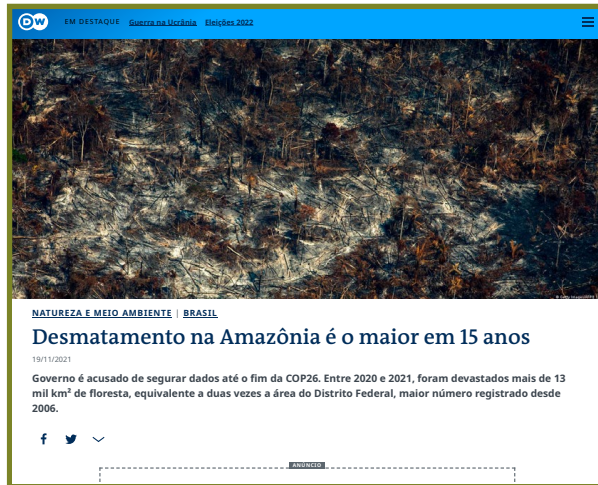 DW
EM DESTAQUE Guerra na Ucrânia Eleições 2022
NATUREZA E MEIO AMBIENTE | BRASIL
Desmatamento na Amazônia é o maior em 15 anos
19/11/2021
Governo é acusado de segurar dados até o fim da COP26. Entre 2020 e 2021, foram devastados mais de 13
mil km² de floresta, equivalente a duas vezes a área do Distrito Federal, maior número registrado desde
2006.
ANÚNCIO